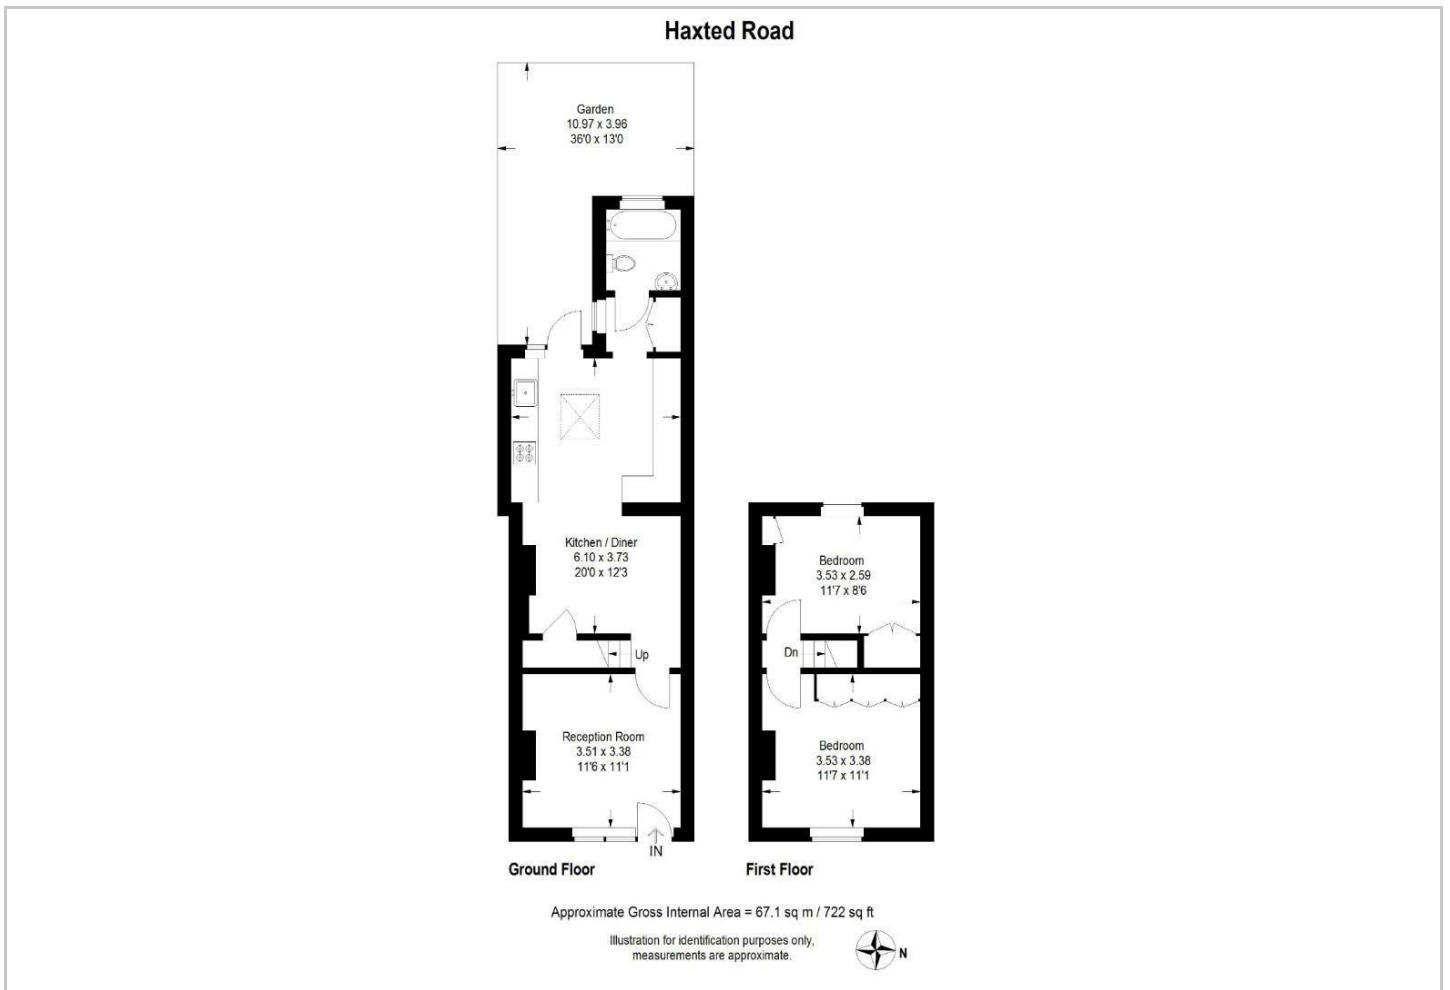 Haxted Road
Garden
10.97 x 3.96
36'0 x 13'0
Kitchen / Diner
6.10 x 3.73
20'0 x 12'3
Up
Reception Room
3.51 x 3.38
11'6 x 11'1
IN
Ground Floor
Bedroom
3.53 x 2.59
11'7 x 8'6
Dn
Bedroom
3.53 x 3.38
11'7 x 11'1
First Floor
Approximate Gross Internal Area = 67.1 sq m / 722 sq ft
Illustration for identification purposes only,
measurements are approximate.
N